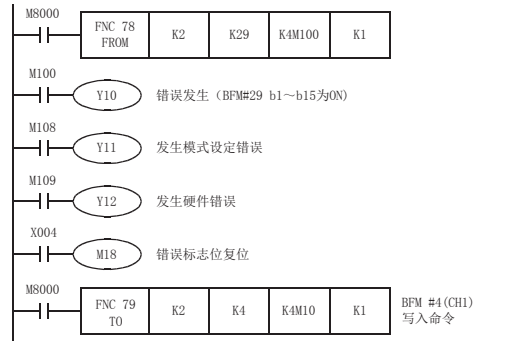 M8000
FNC 78 FROM K2 K29 K4M100 K1
M100
Y10 错误发生（BFM#29 b1～b15为ON)
M108
Y11 发生模式设定错误
M109
Y12 发生硬件错误
X004
M18 错误标志位复位
M8000
FNC 79 TO K2 K4 K4M10 K1 BFM #4(CH1) 写入命令